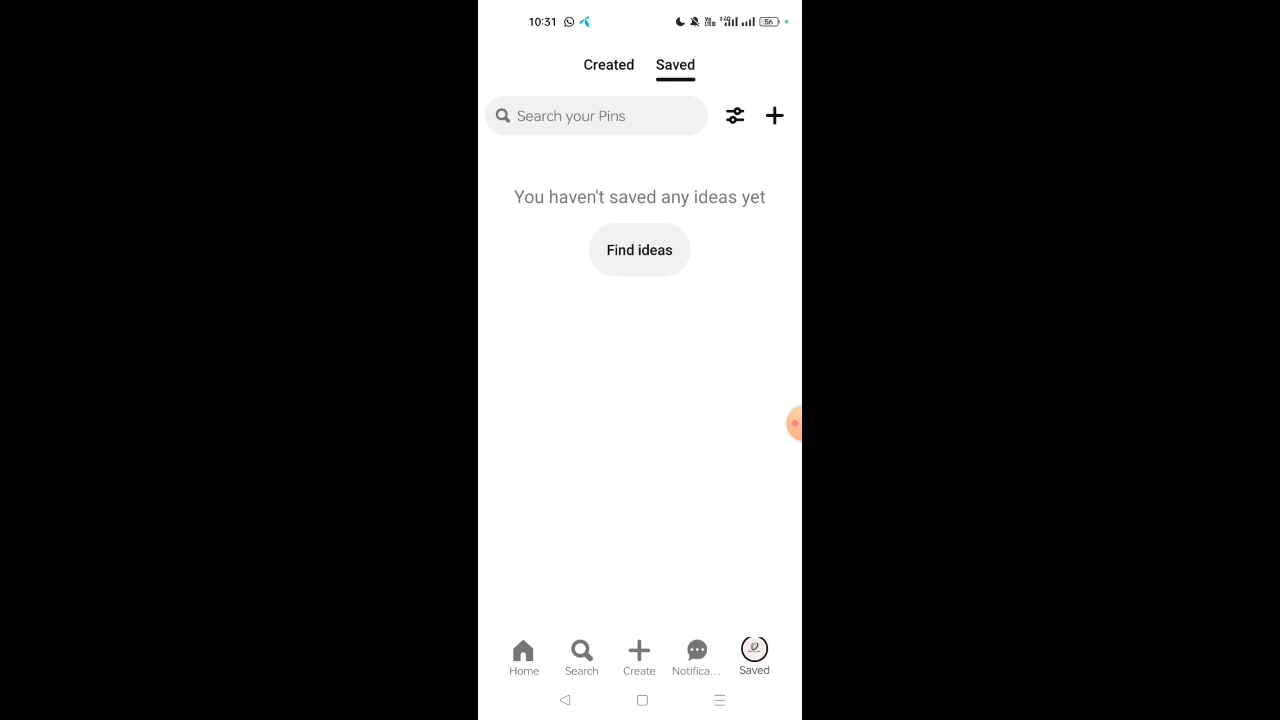 10:31 56
Created Saved
Search your Pins
You haven't saved any ideas yet
Find ideas
Home Search Create Notifica... Saved